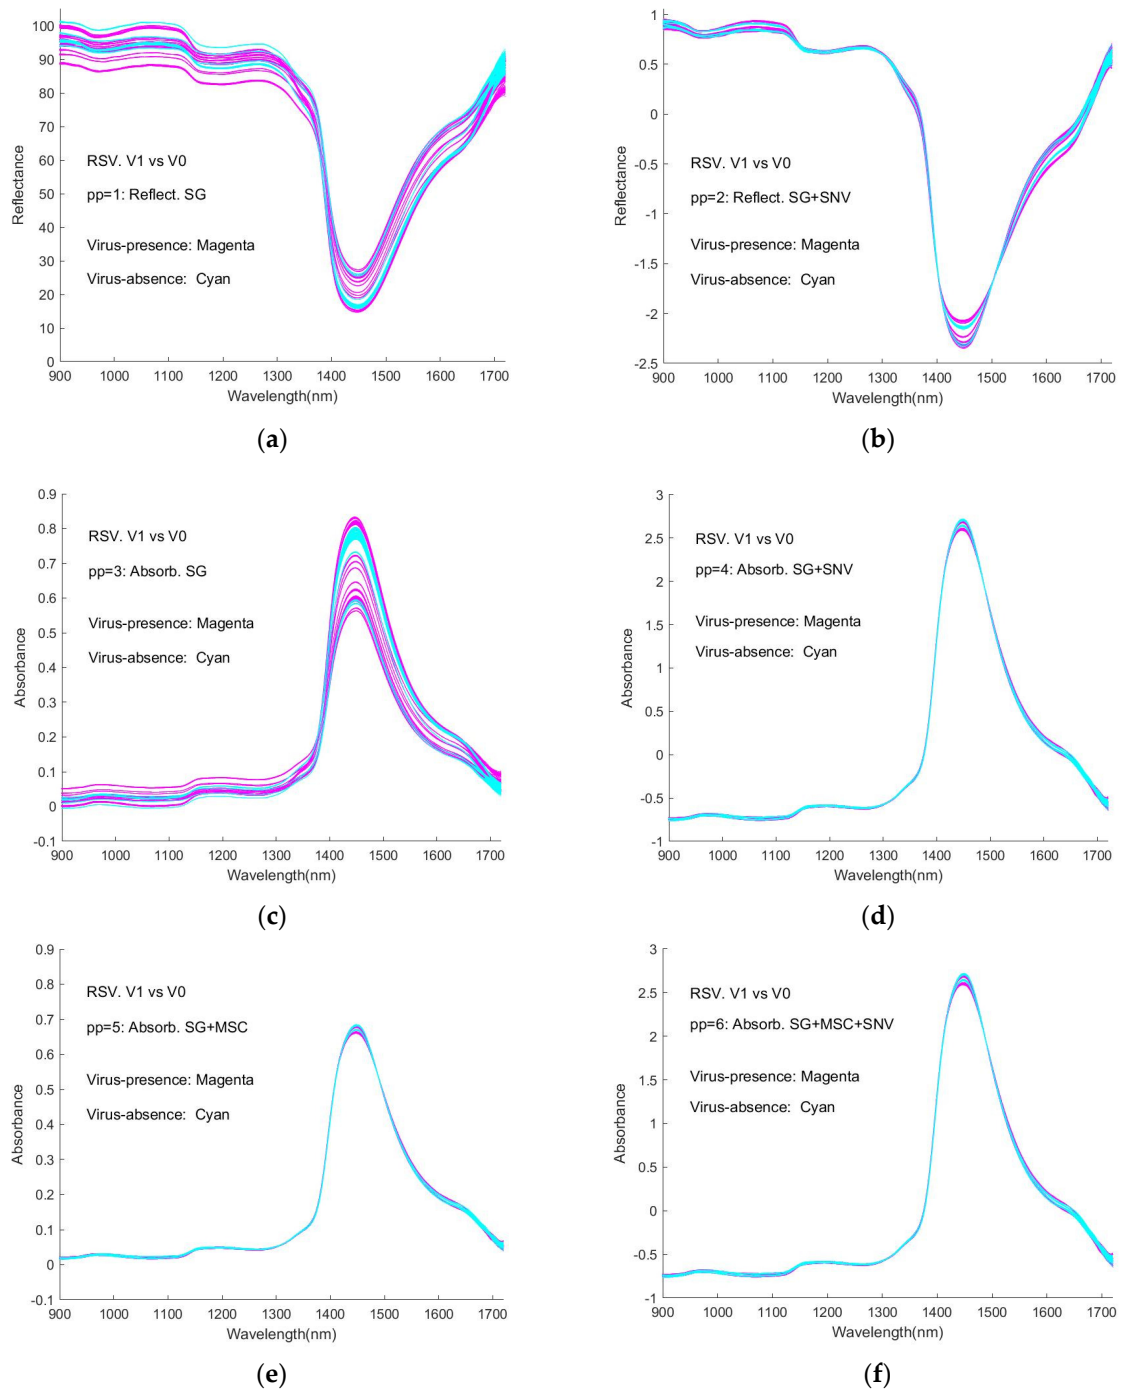 100
90
80
70
60
50
40
30
20
10
0
Reflectance
RSV. V1 vs V0
pp=1: Reflect. SG
Virus-presence: Magenta
Virus-absence: Cyan
900 1000 1100 1200 1300 1400 1500 1600 1700
Wavelength(nm)
(a)
1
0.5
0
-0.5
-1
-1.5
-2
-2.5
Reflectance
RSV. V1 vs V0
pp=2: Reflect. SG+SNV
Virus-presence: Magenta
Virus-absence: Cyan
900 1000 1100 1200 1300 1400 1500 1600 1700
Wavelength(nm)
(b)
0.9
0.8
0.7
0.6
0.5
0.4
0.3
0.2
0.1
0
-0.1
Absorbance
RSV. V1 vs V0
pp=3: Absorb. SG
Virus-presence: Magenta
Virus-absence: Cyan
900 1000 1100 1200 1300 1400 1500 1600 1700
Wavelength(nm)
(c)
3
2.5
2
1.5
1
0.5
0
-0.5
-1
Absorbance
RSV. V1 vs V0
pp=4: Absorb. SG+SNV
Virus-presence: Magenta
Virus-absence: Cyan
900 1000 1100 1200 1300 1400 1500 1600 1700
Wavelength(nm)
(d)
0.9
0.8
0.7
0.6
0.5
0.4
0.3
0.2
0.1
0
-0.1
Absorbance
RSV. V1 vs V0
pp=5: Absorb. SG+MSC
Virus-presence: Magenta
Virus-absence: Cyan
900 1000 1100 1200 1300 1400 1500 1600 1700
Wavelength(nm)
(e)
3
2.5
2
1.5
1
0.5
0
-0.5
-1
Absorbance
RSV. V1 vs V0
pp=6: Absorb. SG+MSC+SNV
Virus-presence: Magenta
Virus-absence: Cyan
900 1000 1100 1200 1300 1400 1500 1600 1700
Wavelength(nm)
(f)